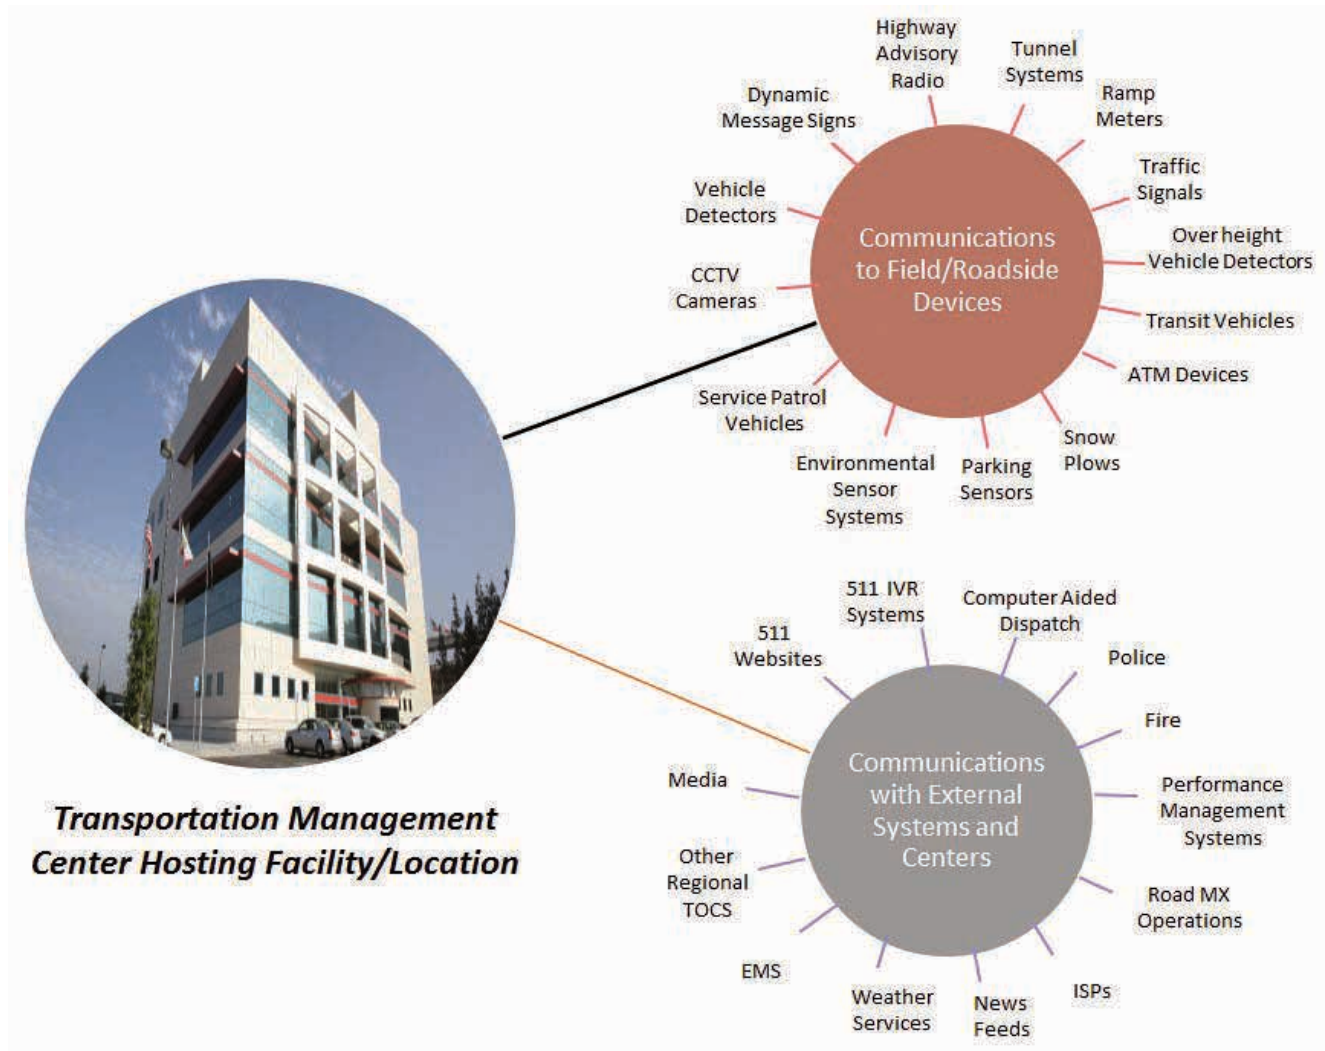 Highway
Advisory
Radio
Tunnel
Systems
Ramp
Meters
Traffic
Signals
Over height
Vehicle Detectors
Transit Vehicles
ATM Devices
Snow
Plows
Parking
Sensors
Environmental
Sensor
Systems
Service Patrol
Vehicles
CCTV
Cameras
Vehicle
Detectors
Dynamic
Message Signs
Communications
to Field/Roadside
Devices
Transportation Management
Center Hosting Facility/Location
511 IVR
Systems
Computer Aided
Dispatch
Police
Fire
Performance
Management
Systems
Road MX
Operations
ISPs
News
Feeds
Weather
Services
EMS
Other
Regional
TOCS
Media
511
Websites
Communications
with External
Systems and
Centers